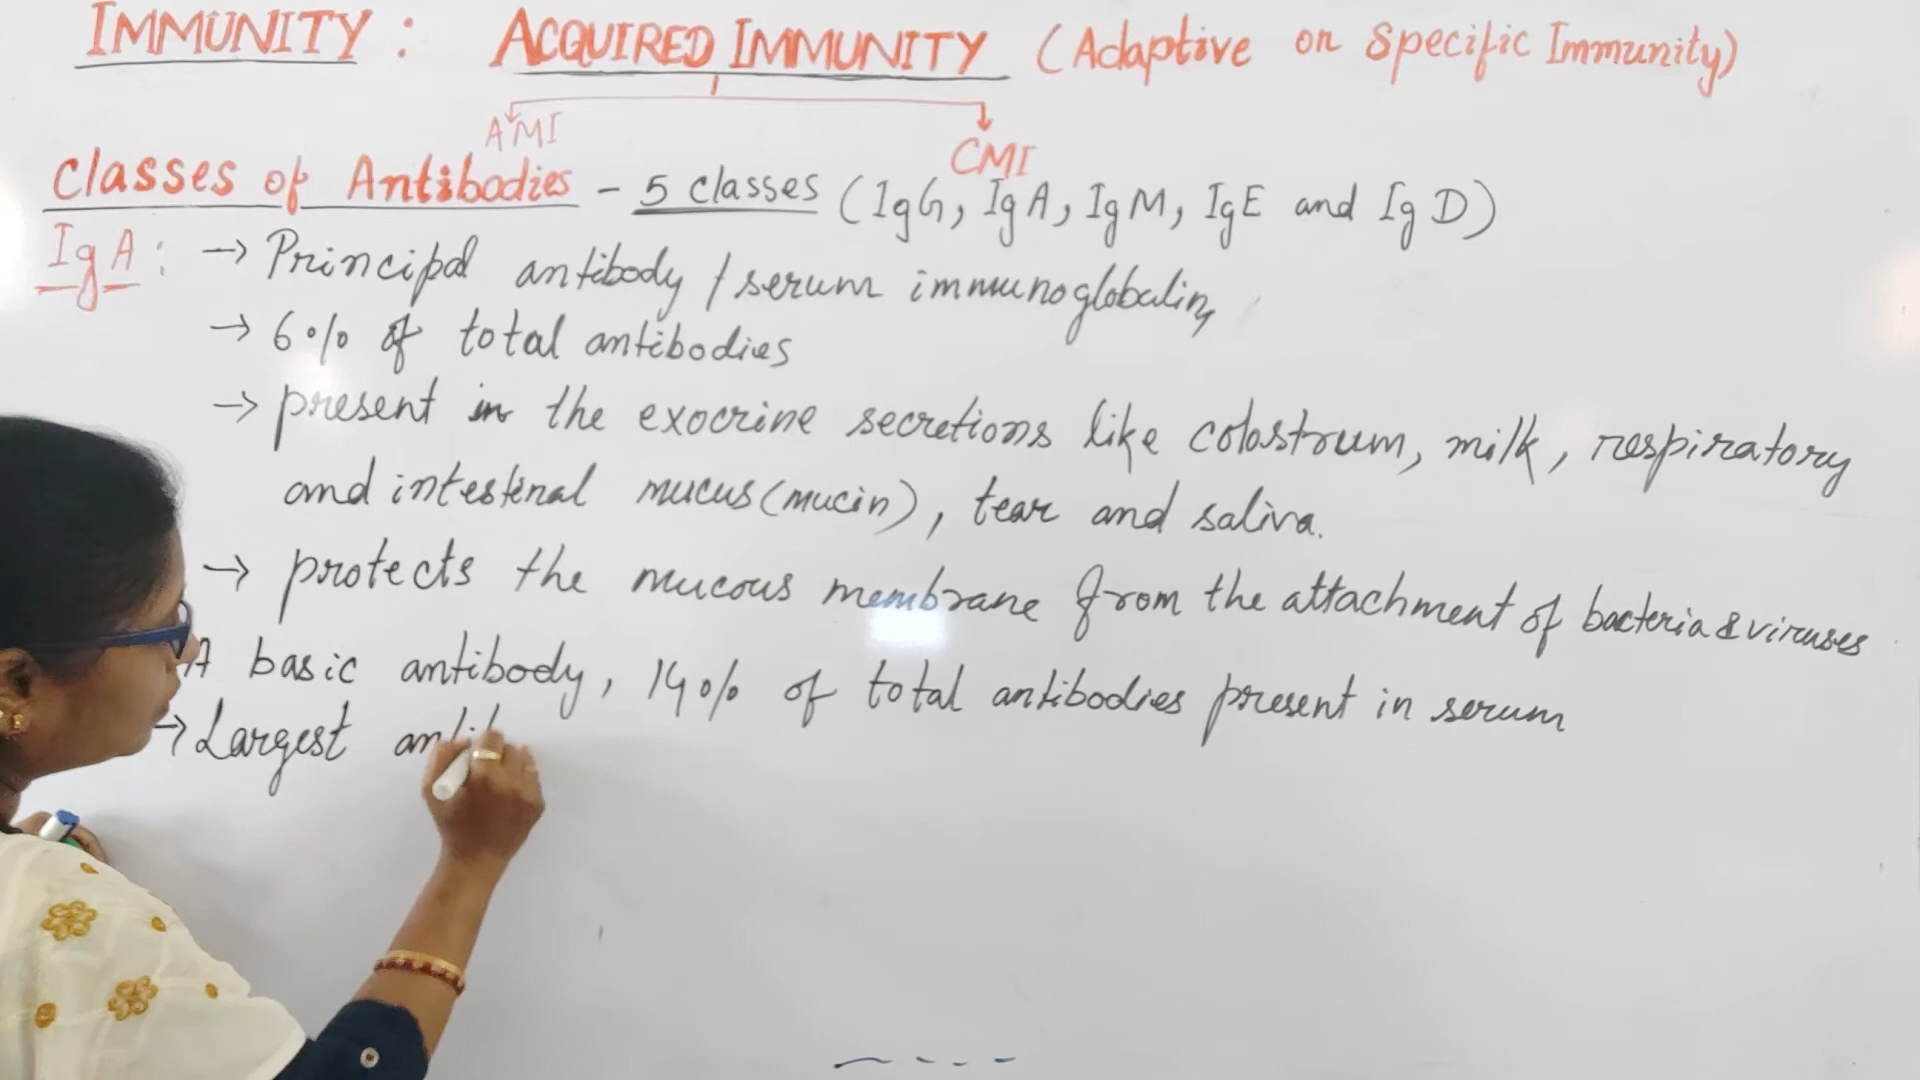 IMMUNITY : ACQUIRED IMMUNITY (Adaptive or Specific Immunity)
AMI
CMI
Classes of Antibodies - 5 classes (IgG, IgA, IgM, IgE and IgD)
IgA : → Principal antibody / serum immunoglobulin,
→ 6% of total antibodies
→ present in the exocrine secretions like colostrum, milk, respiratory
and intestinal mucus (mucin), tear and saliva.
→ protects the mucous membrane from the attachment of bacteria & viruses
A basic antibody, 14% of total antibodies present in serum
→ Largest